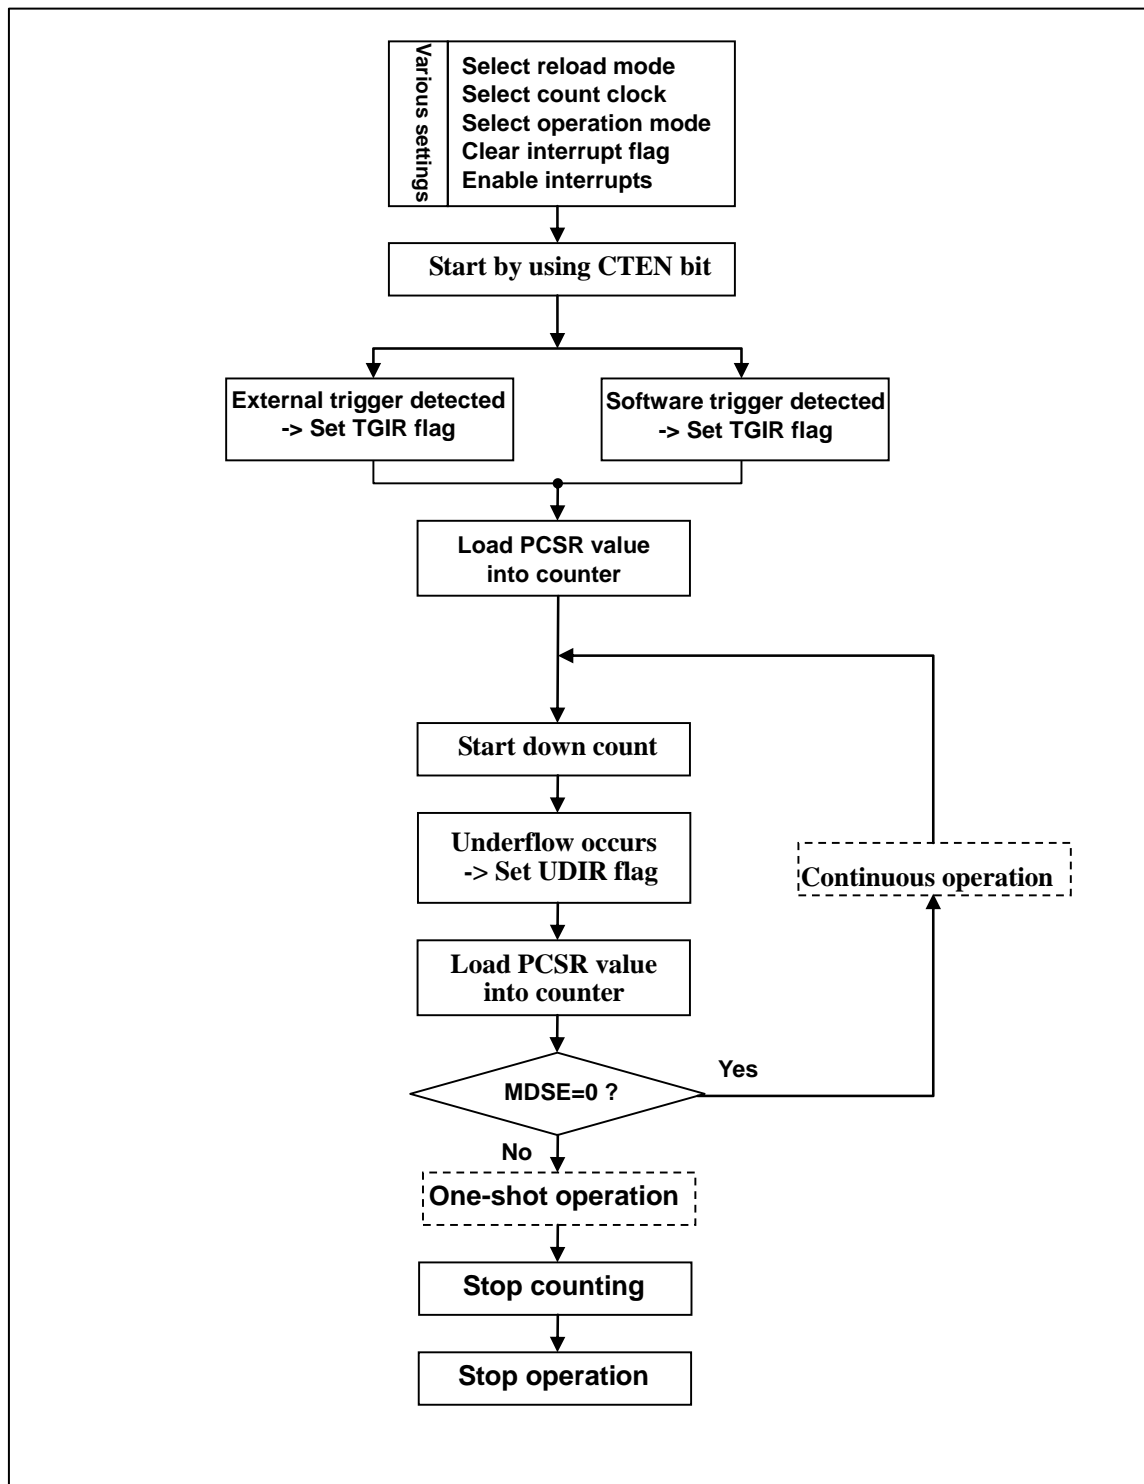 Various settings
Select reload mode
Select count clock
Select operation mode
Clear interrupt flag
Enable interrupts
Start by using CTEN bit
External trigger detected
-> Set TGIR flag
Software trigger detected
-> Set TGIR flag
Load PCSR value
into counter
Start down count
Underflow occurs
-> Set UDIR flag
Continuous operation
Load PCSR value
into counter
MDSE=0 ?
Yes
No
One-shot operation
Stop counting
Stop operation